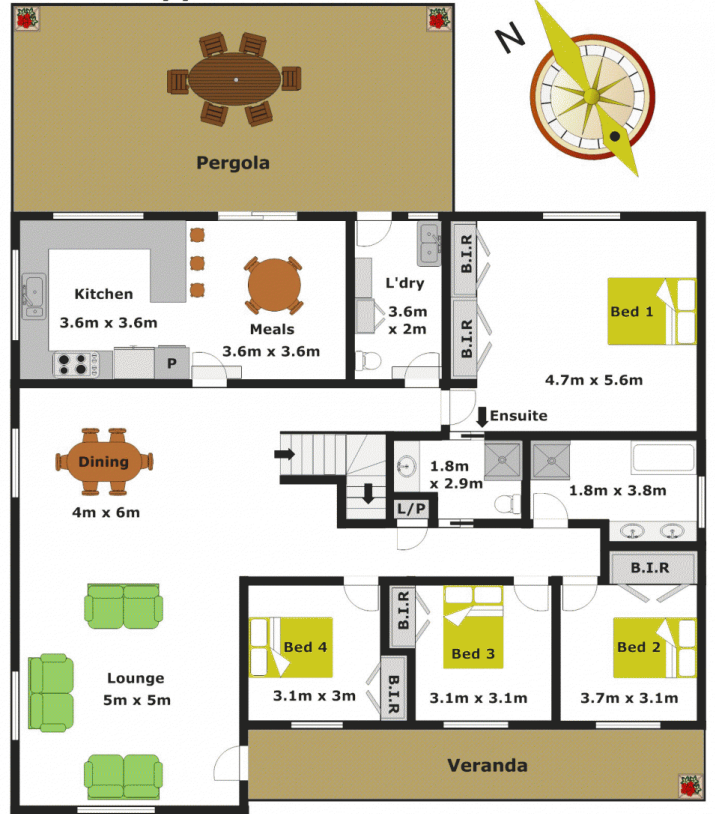 N
Pergola
B.I.R
L'dry
3.6m
x 2m
Kitchen
3.6m x 3.6m
Meals
3.6m x 3.6m
P
B.I.R
Bed 1
4.7m x 5.6m
Ensuite
Dining
4m x 6m
1.8m
x 2.9m
1.8m x 3.8m
L/P
B.I.R
B.I.R
Bed 4
3.1m x 3m
B.I.R
Bed 3
3.1m x 3.1m
Bed 2
3.7m x 3.1m
Lounge
5m x 5m
Veranda